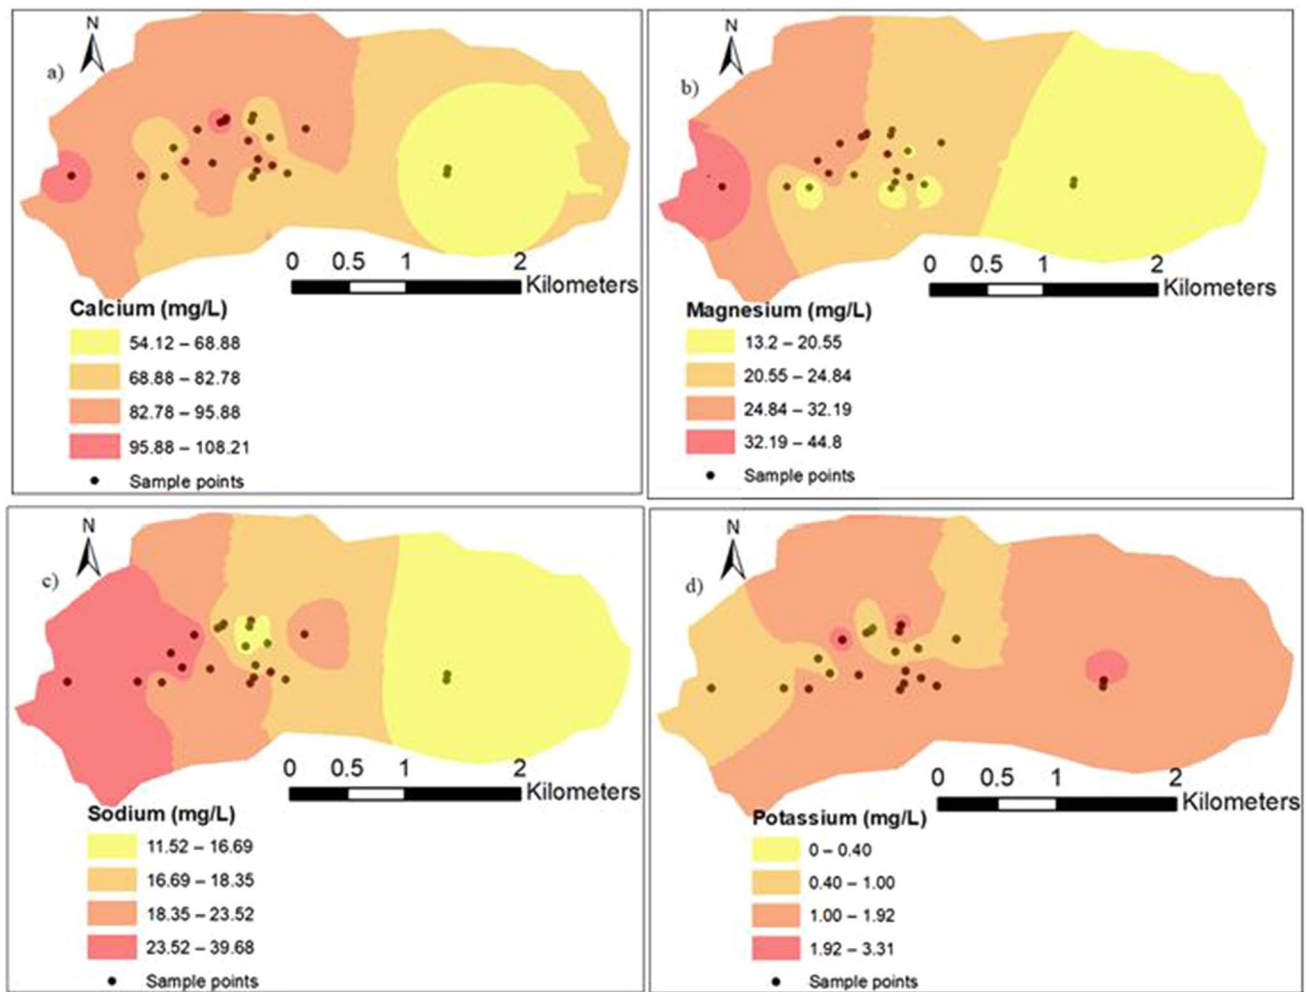 N
a)
0 0.5 1 2
Kilometers
Calcium (mg/L)
54.12 – 68.88
68.88 – 82.78
82.78 – 95.88
95.88 – 108.21
Sample points
N
b)
0 0.5 1 2
Kilometers
Magnesium (mg/L)
13.2 – 20.55
20.55 – 24.84
24.84 – 32.19
32.19 – 44.8
Sample points
N
c)
0 0.5 1 2
Kilometers
Sodium (mg/L)
11.52 – 16.69
16.69 – 18.35
18.35 – 23.52
23.52 – 39.68
Sample points
N
d)
0 0.5 1 2
Kilometers
Potassium (mg/L)
0 – 0.40
0.40 – 1.00
1.00 – 1.92
1.92 – 3.31
Sample points